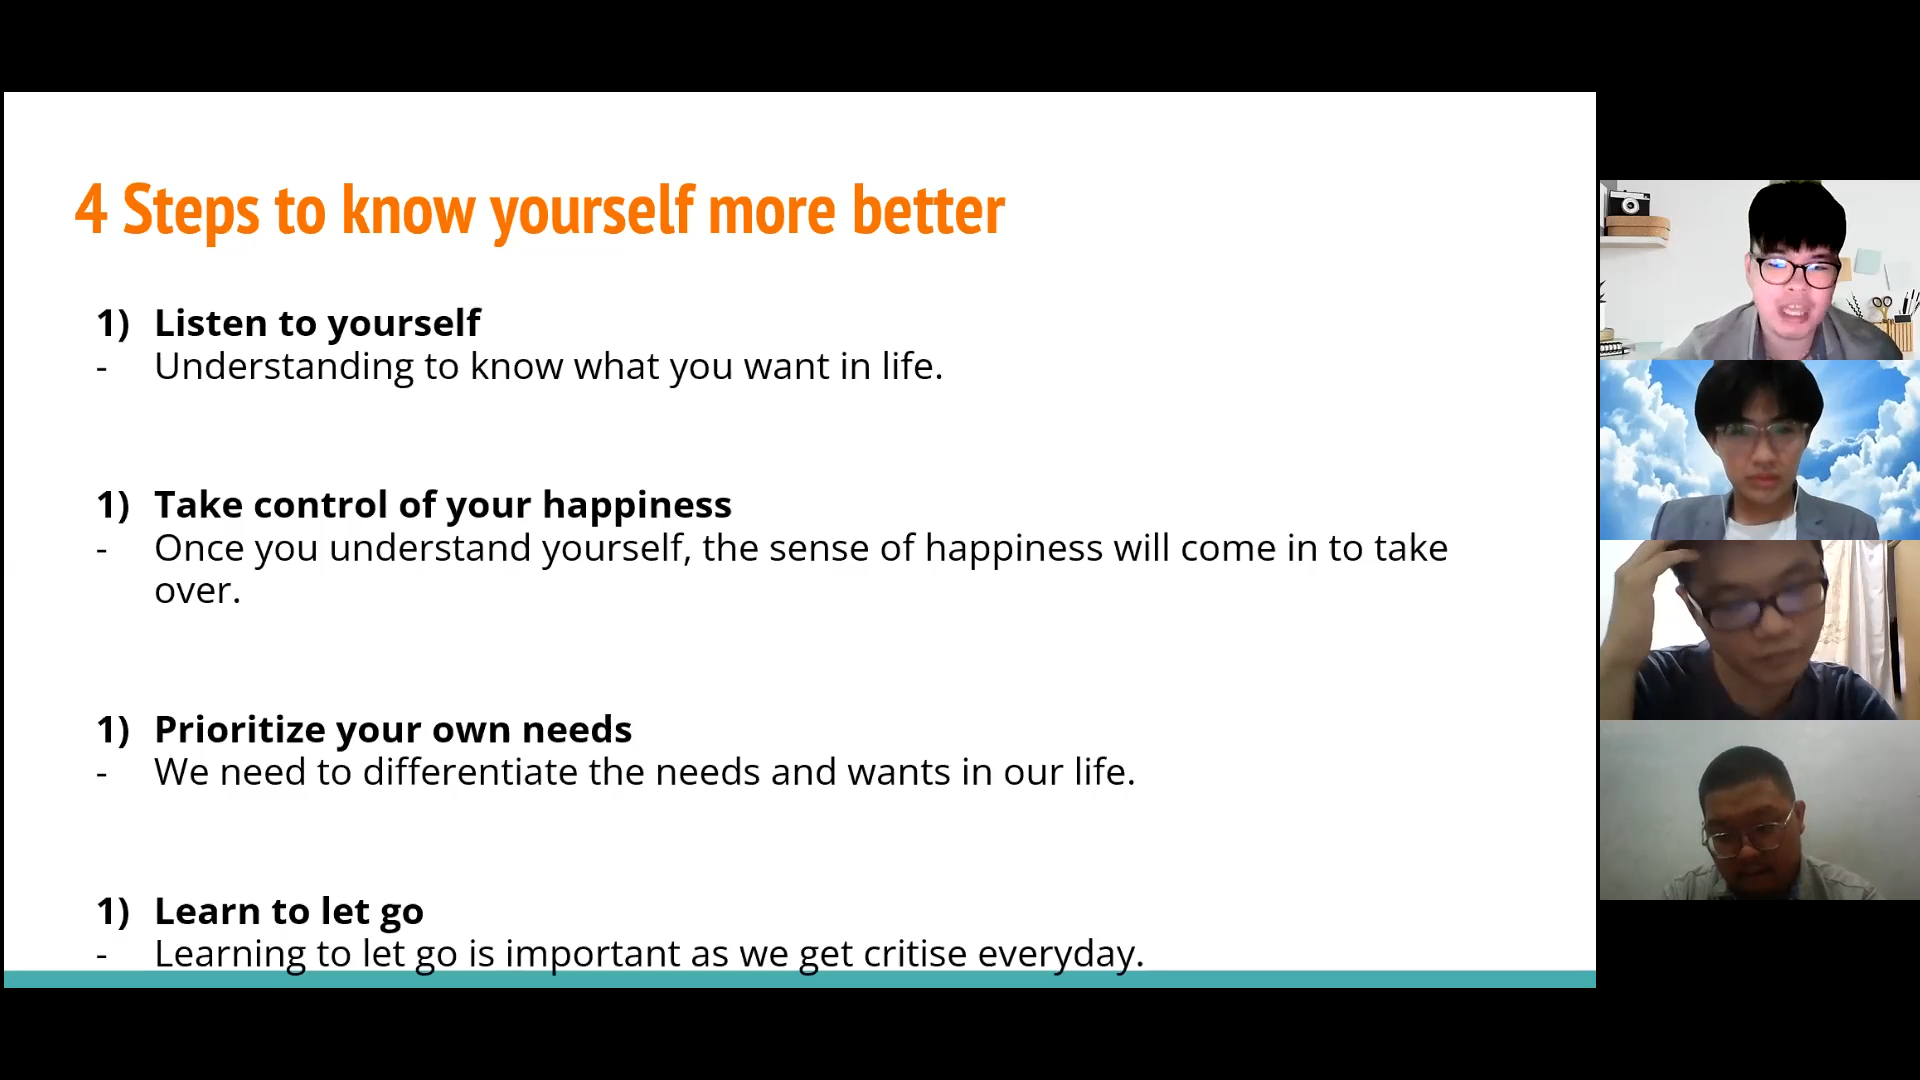 4 Steps to know yourself more better
1) Listen to yourself
- Understanding to know what you want in life.
1) Take control of your happiness
- Once you understand yourself, the sense of happiness will come in to take
over.
1) Prioritize your own needs
- We need to differentiate the needs and wants in our life.
1) Learn to let go
- Learning to let go is important as we get critise everyday.